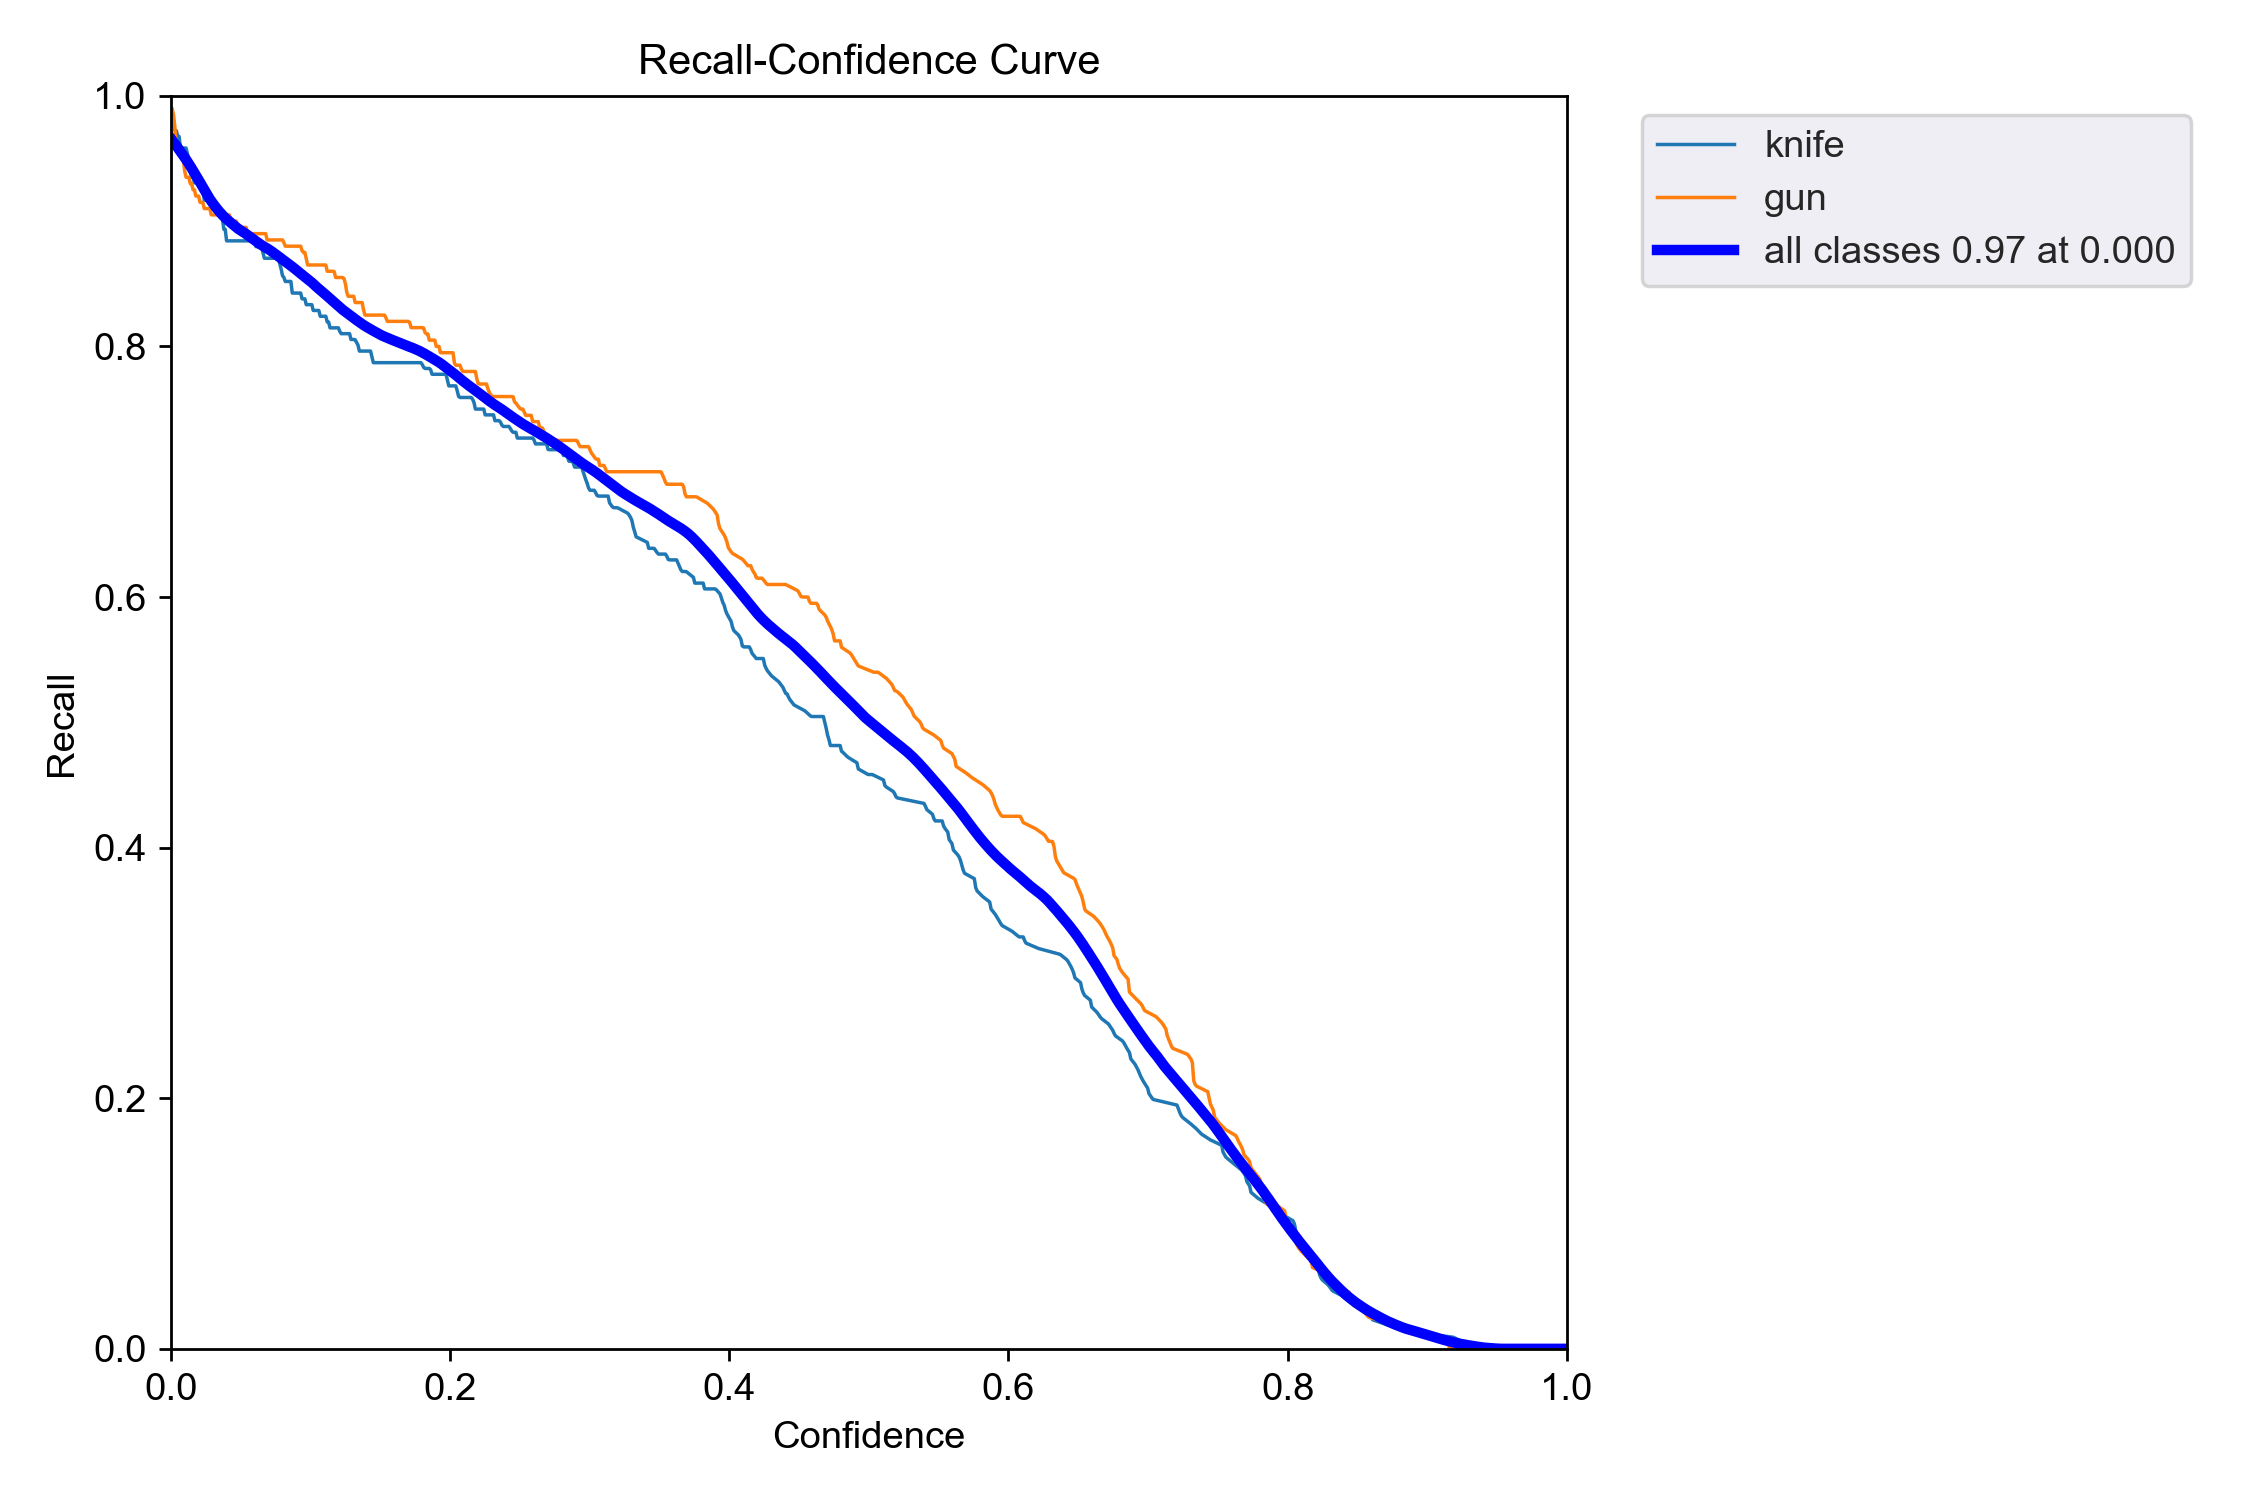 Recall-Confidence Curve
1.0
0.8
0.6
0.4
0.2
0.0
Recall
0.0 0.2 0.4 0.6 0.8 1.0
Confidence
knife
gun
all classes 0.97 at 0.000